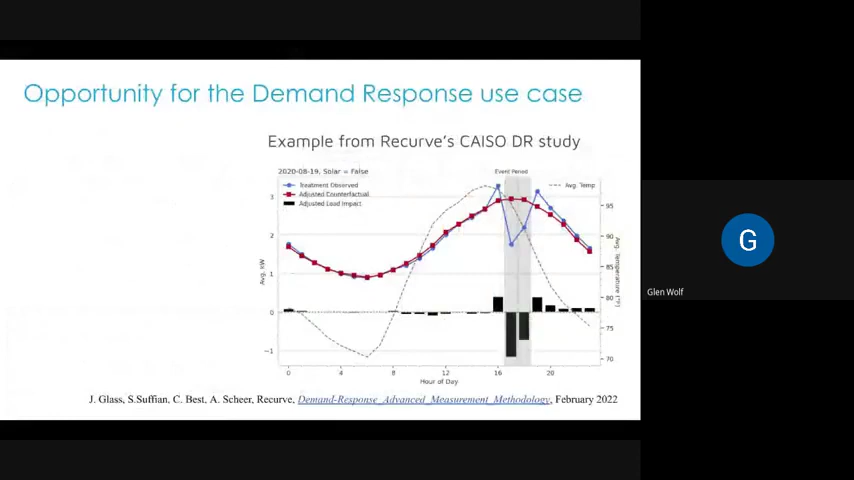 Opportunity for the Demand Response use case
Example from Recurve's CAISO DR study
2020-08-19, Solar = False
Event Period
Treatment Observed
Adjusted Counterfactual
Adjusted Load Impact
Avg. Temp
3
2
1
0
−1
Avg. kW
95
90
85
80
75
70
Avg. Temperature (°F)
0
4
8
12
16
20
Hour of Day
J. Glass, S.Suffian, C. Best, A. Scheer, Recurve, Demand-Response_Advanced_Measurement_Methodology, February 2022
G
Glen Wolf